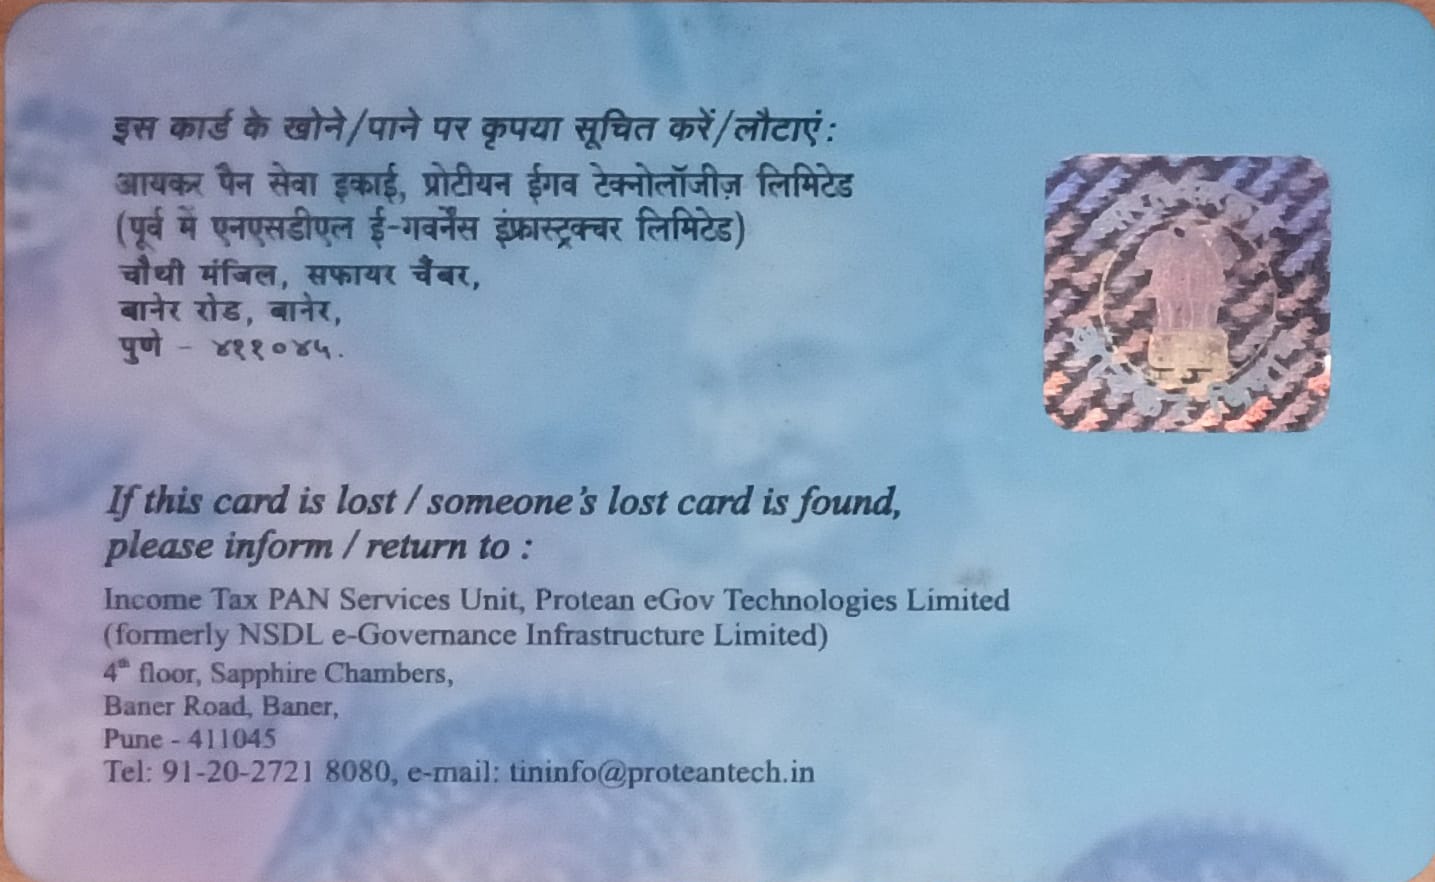 इस कार्ड के खोने/पाने पर कृपया सूचित करें/लौटाएं:
आयकर पैन सेवा इकाई, प्रोटीयन ईगव टेक्नोलॉजीज़ लिमिटेड
(पूर्व में एनएसडीएल ई-गवर्नेंस इंफ्रास्ट्रक्चर लिमिटेड)
चौथी मंजिल, सफायर चैंबर,
बानेर रोड, बानेर,
पुणे - ४११०४५.
If this card is lost / someone's lost card is found,
please inform / return to :
Income Tax PAN Services Unit, Protean eGov Technologies Limited
(formerly NSDL e-Governance Infrastructure Limited)
4th floor, Sapphire Chambers,
Baner Road, Baner,
Pune - 411045
Tel: 91-20-2721 8080, e-mail: tininfo@proteantech.in